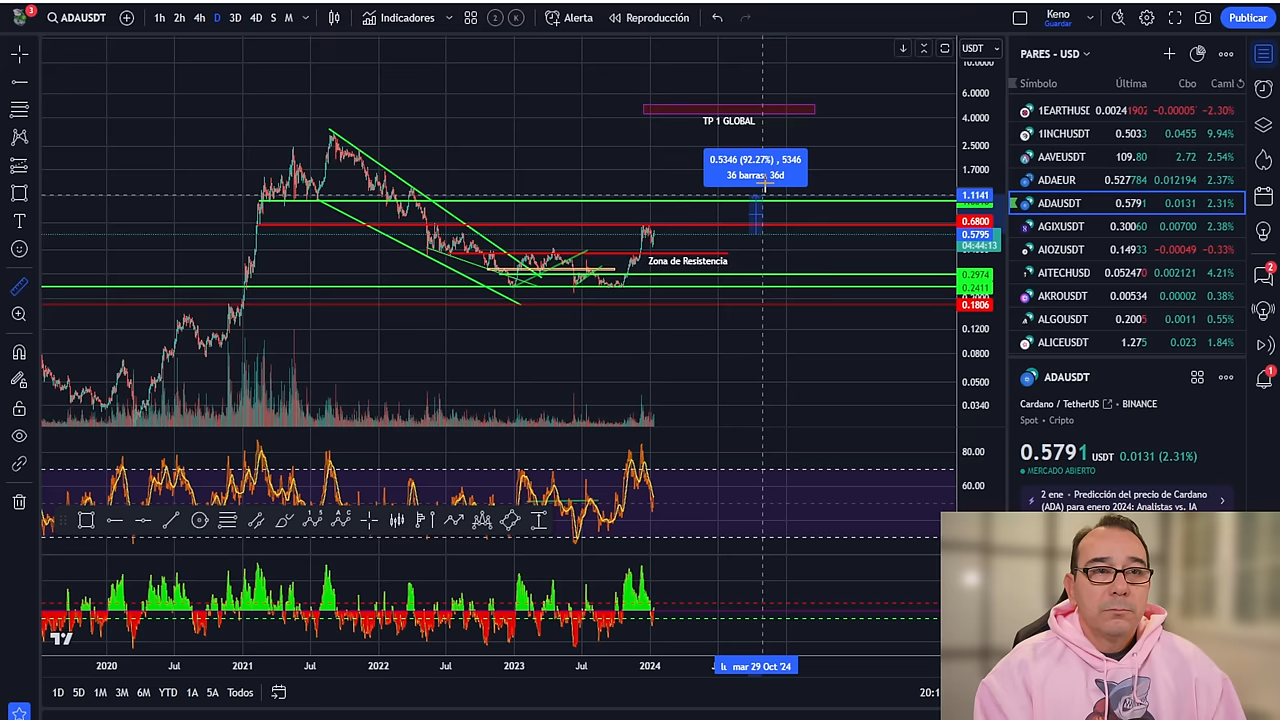 3
ADAUSDT
1h 2h 4h D 3D 4D S M
Indicadores
2 K
Alerta
Reproducción
Keno
Guardar
Publicar
USDT
PARES - USD
Símbolo Última Cbo
10.0000
6.0000
4.0000
2.5000
1.7000
1.1141
0.6800
0.5795
04:44:13
0.2974
0.2411
0.1806
0.1200
0.0800
0.0500
0.0340
80.00
60.00
TP 1 GLOBAL
0.5346 (92.27%) , 5346
36 barras, 36d
Zona de Resistencia
1EARTHUSD 0.00241902 −0.00005 −2.30%
1INCHUSDT 0.5033 0.0455 9.94%
AAVEUSDT 109.80 2.72 2.54%
ADAEUR 0.527784 0.012194 2.37%
ADAUSDT 0.5791 0.0131 2.31%
AGIXUSDT 0.30060 0.00700 2.38%
AIOZUSDT 0.14933 −0.00049 −0.33%
AITECHUSD 0.05247 0.002121 4.21%
AKROUSDT 0.00534 0.00002 0.38%
ALGOUSDT 0.2005 0.0011 0.55%
ALICEUSDT 1.275 0.023 1.84%
2
1
ADAUSDT
Cardano / TetherUS • BINANCE
Spot • Cripto
0.5791 USDT 0.0131 (2.31%)
MERCADO ABIERTO
2 ene • Predicción del precio de Cardano
(ADA) para enero 2024: Analistas vs. IA
2020 Jul 2021 Jul 2022 Jul 2023 Jul 2024 mar 29 Oct '24
1D 5D 1M 3M 6M YTD 1A 5A Todos